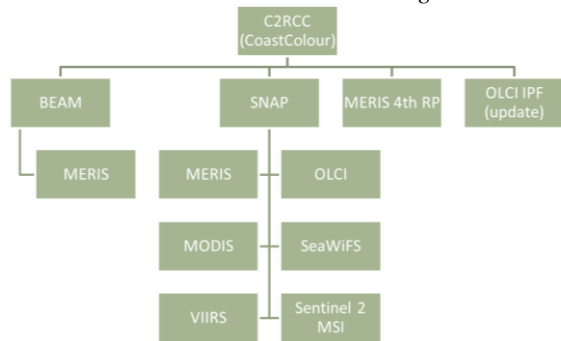 C2RCC
(CoastColour)
BEAM
SNAP
MERIS 4th RP
OLCI IPF
(update)
MERIS
MERIS
OLCI
MODIS
SeaWiFS
VIIRS
Sentinel 2
MSI